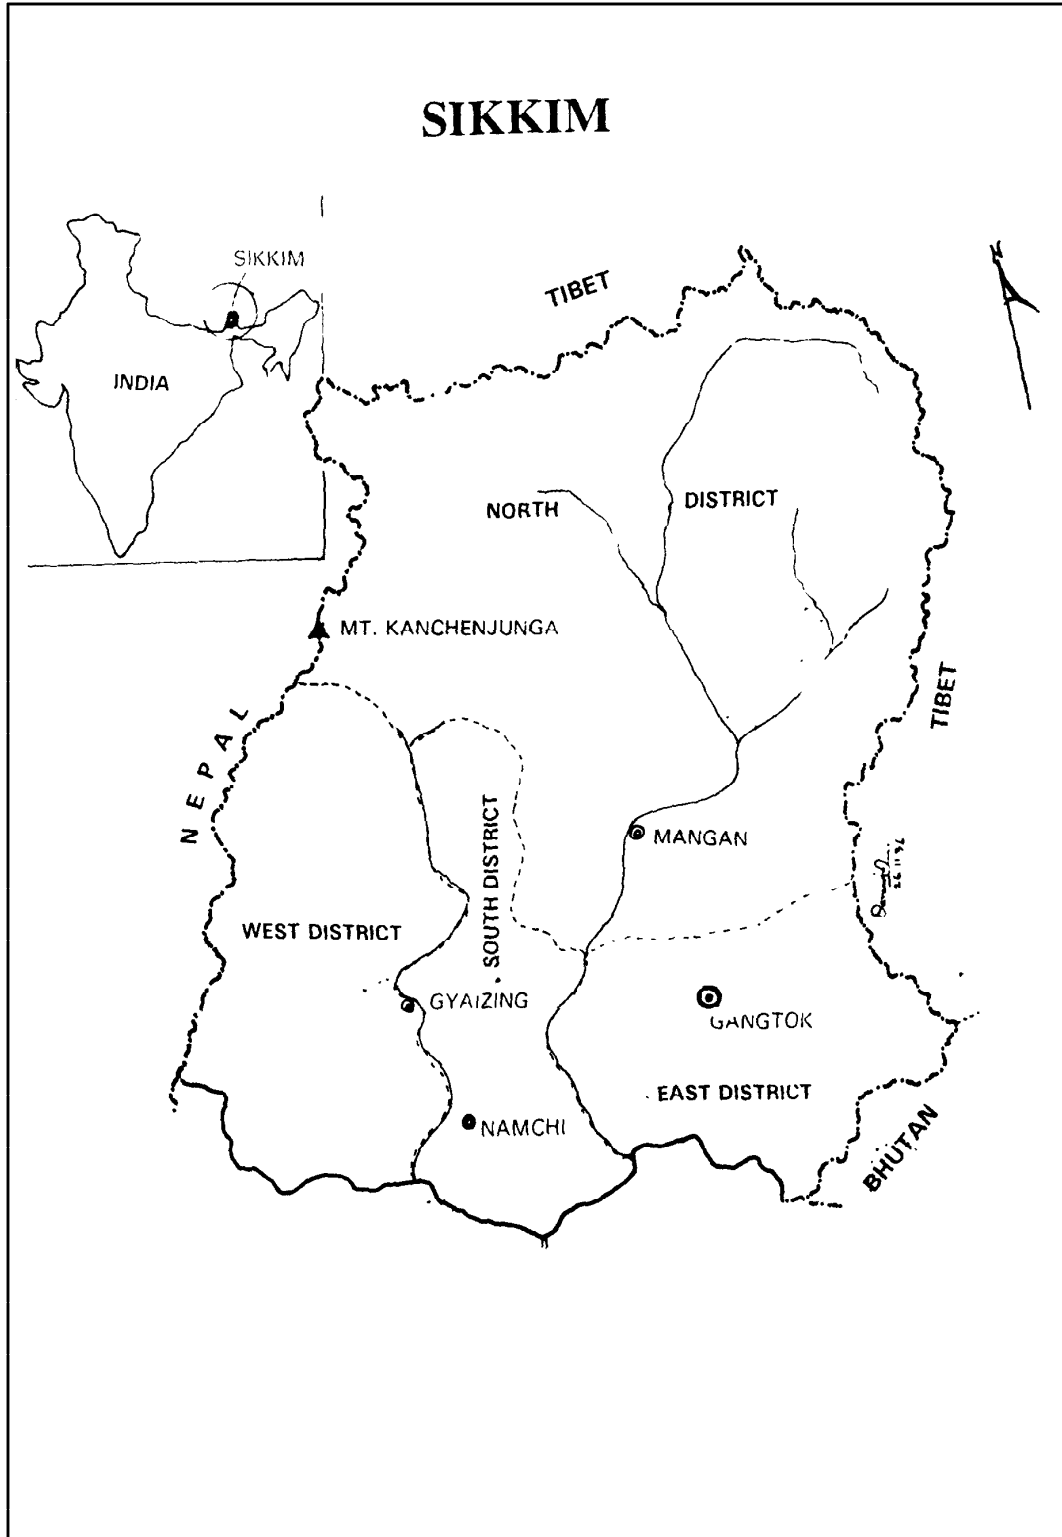 SIKKIM
SIKKIM
INDIA
TIBET
N
NORTH DISTRICT
MT. KANCHENJUNGA
NEPAL
TIBET
MANGAN
SOUTH DISTRICT
WEST DISTRICT
GYAIZING
GANGTOK
EAST DISTRICT
NAMCHI
BHUTAN